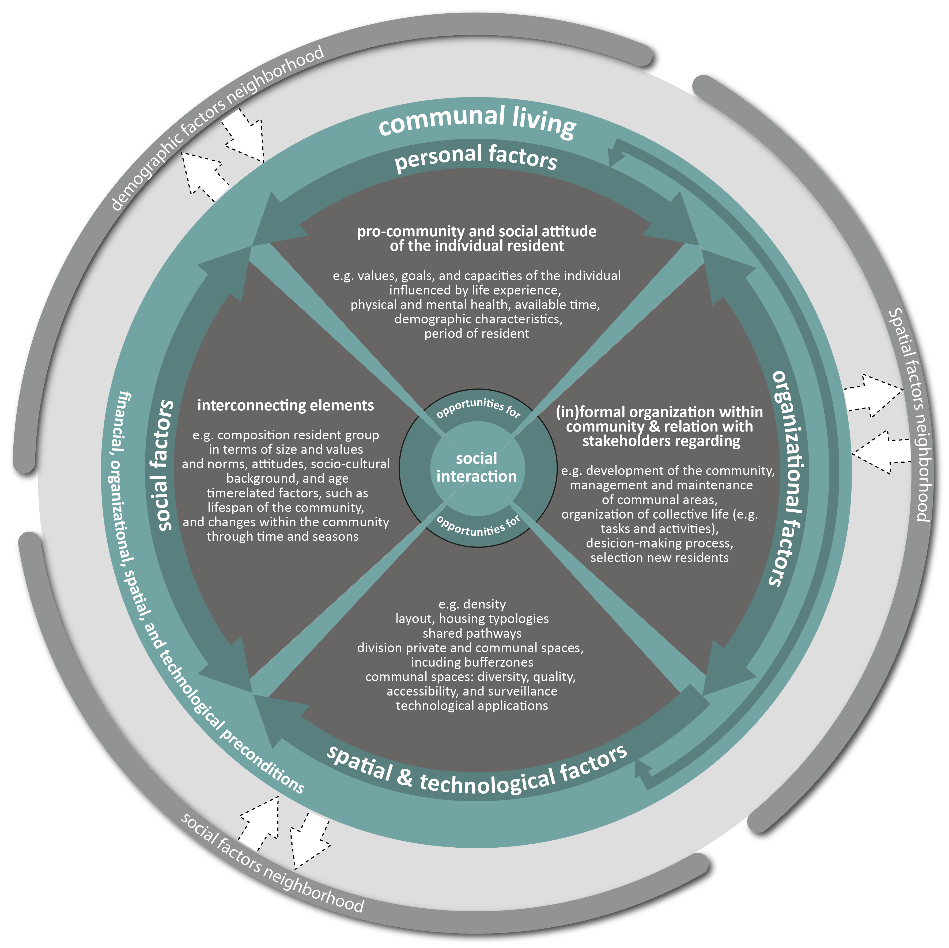 demographic factors neighborhood
communal living
personal factors
pro-community and social attitude
of the individual resident
e.g. values, goals, and capacities of the individual
influenced by life experience,
physical and mental health, available time,
demographic characteristics,
period of resident
Spatial factors neighborhood
organizational factors
(in)formal organization within
community & relation with
stakeholders regarding
e.g. development of the community,
management and maintenance
of communal areas,
organization of collective life (e.g.
tasks and activities),
desicion-making process,
selection new residents
social factors
interconnecting elements
e.g. composition resident group
in terms of size and values
and norms, attitudes, socio-cultural
background, and age
timerelated factors, such as
lifespan of the community,
and changes within the community
through time and seasons
opportunities for
social
interaction
opportunities for
e.g. density
layout, housing typologies
shared pathways
division private and communal spaces,
incuding bufferzones
communal spaces: diversity, quality,
accessibility, and surveillance
technological applications
spatial & technological factors
financial, organizational, spatial, and technological preconditions
social factors neighborhood